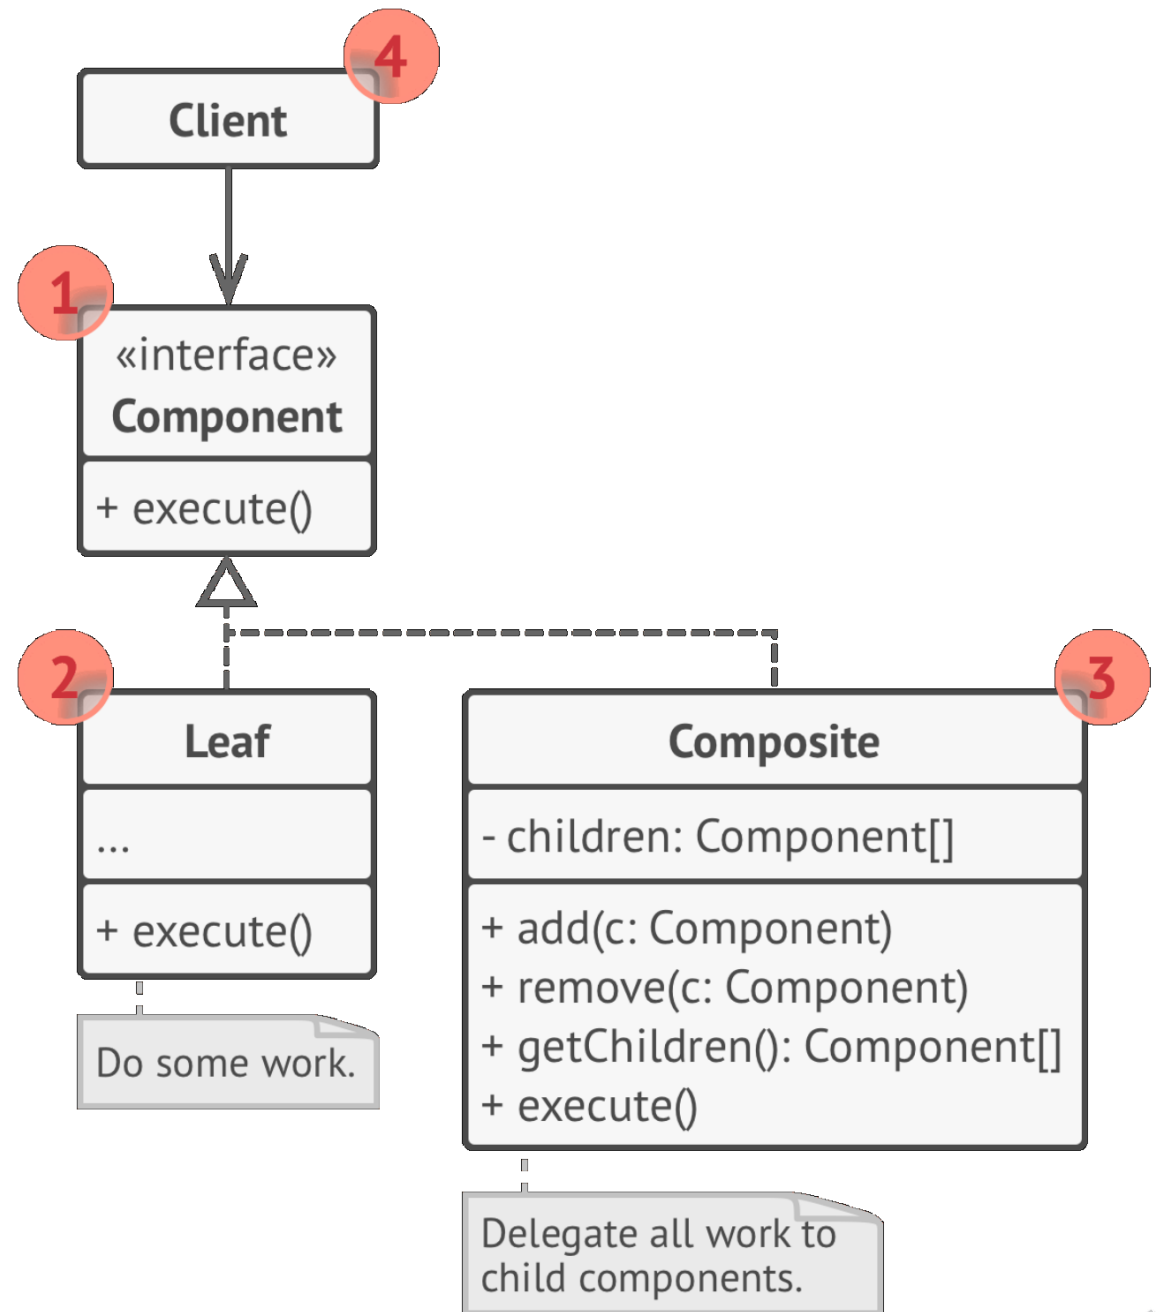 4
Client
1
«interface»
Component
+ execute()
2
Leaf
...
+ execute()
Do some work.
3
Composite
- children: Component[]
+ add(c: Component)
+ remove(c: Component)
+ getChildren(): Component[]
+ execute()
Delegate all work to
child components.